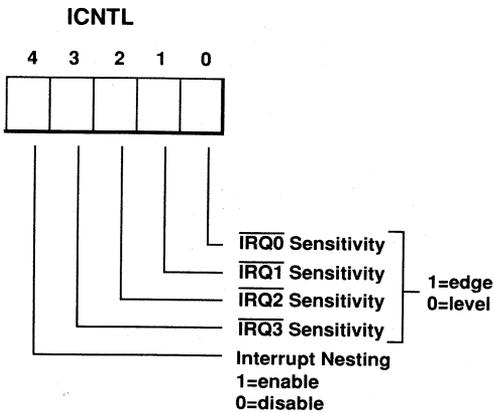 ICNTL
4 3 2 1 0
IRQ0 Sensitivity
IRQ1 Sensitivity
IRQ2 Sensitivity
IRQ3 Sensitivity
1=edge
0=level
Interrupt Nesting
1=enable
0=disable